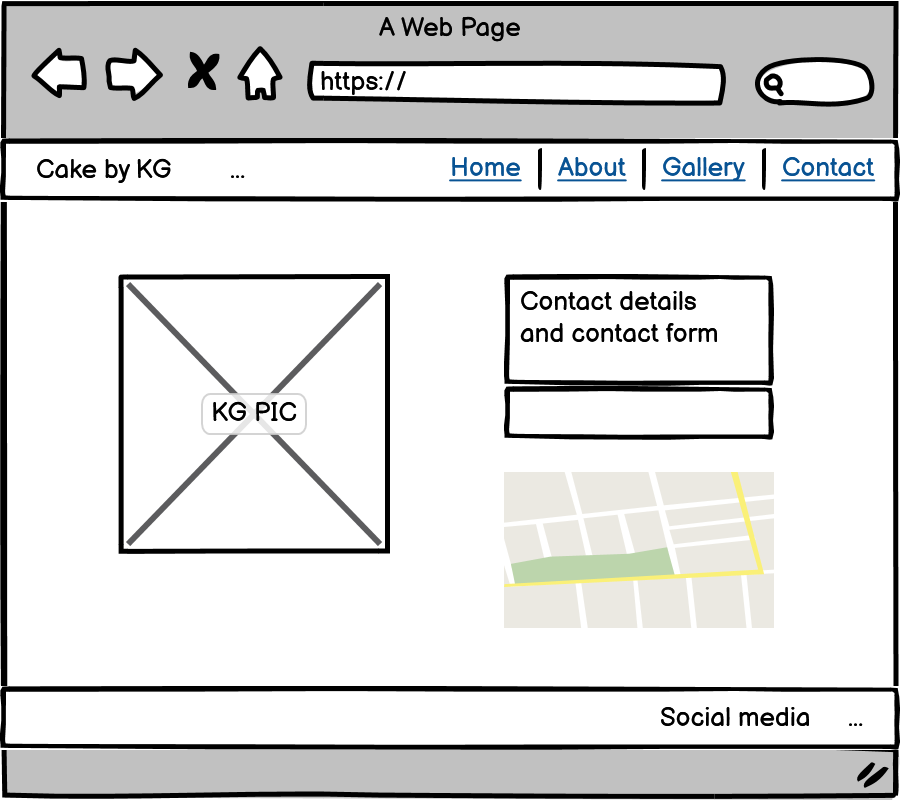 A Web Page
https://
Cake by KG ... Home About Gallery Contact
KG PIC
Contact details
and contact form
Social media ...